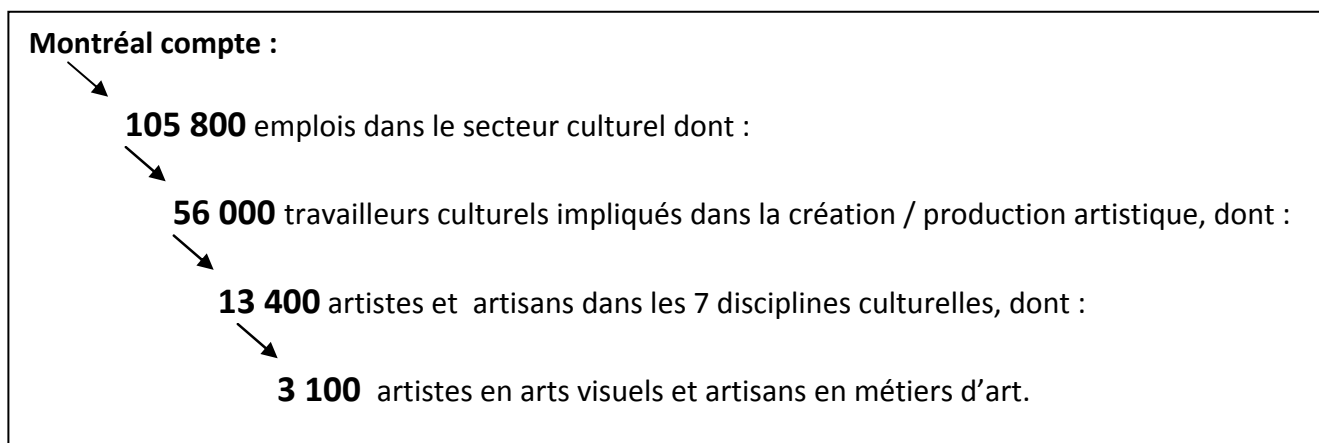 Montréal compte :
105 800 emplois dans le secteur culturel dont :
56 000 travailleurs culturels impliqués dans la création / production artistique, dont :
13 400 artistes et artisans dans les 7 disciplines culturelles, dont :
3 100 artistes en arts visuels et artisans en métiers d’art.